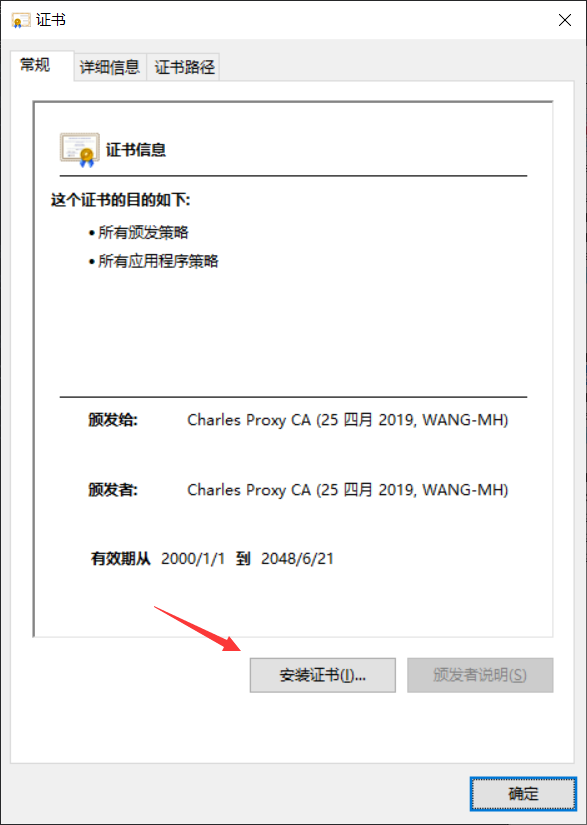 证书
常规 详细信息 证书路径
证书信息
这个证书的目的如下:
• 所有颁发策略
• 所有应用程序策略
颁发给: Charles Proxy CA (25 四月 2019, WANG-MH)
颁发者: Charles Proxy CA (25 四月 2019, WANG-MH)
有效期从 2000/1/1 到 2048/6/21
安装证书(I)... 颁发者说明(S)
确定